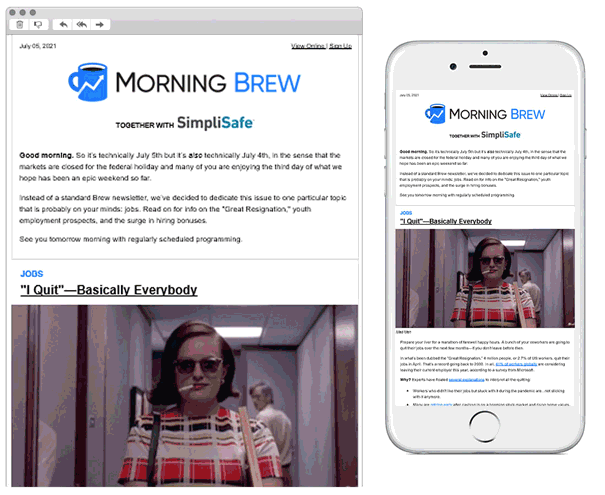 July 05, 2021
View Online | Sign Up
MORNING BREW
TOGETHER WITH SimpliSafe
Good morning. So it's technically July 5th but it's also technically July 4th, in the sense that the
markets are closed for the federal holiday and many of you are enjoying the third day of what we
hope has been an epic weekend so far.
Instead of a standard Brew newsletter, we've decided to dedicate this issue to one particular topic
that is probably on your minds: jobs. Read on for info on the "Great Resignation," youth
employment prospects, and the surge in hiring bonuses.
See you tomorrow morning with regularly scheduled programming.
JOBS
"I Quit"—Basically Everybody
July 05, 2021
View Online | Sign Up
MORNING BREW
TOGETHER WITH SimpliSafe
Good morning. So it's technically July 5th but it's also technically July 4th, in the sense that the
markets are closed for the federal holiday and many of you are enjoying the third day of what we
hope has been an epic weekend so far.
Instead of a standard Brew newsletter, we've decided to dedicate this issue to one particular topic
that is probably on your minds: jobs. Read on for info on the "Great Resignation," youth
employment prospects, and the surge in hiring bonuses.
See you tomorrow morning with regularly scheduled programming.
JOBS
"I Quit"—Basically Everybody
Prepare your liver for a marathon of farewell happy hours. A bunch of your coworkers are going to
quit their jobs over the next few months—if you don't leave before then.
In what's been dubbed the "Great Resignation," 4 million people, or 2.7% of US workers, quit their
jobs in April. That's a record going back to 2000. In all, 41% of workers globally are considering
leaving their current employer this year, according to a survey from Microsoft.
Why? Experts have floated several explanations to interpret all the quitting:
• Workers who didn't like their jobs but stuck with it during the pandemic are...not sticking
with it anymore.